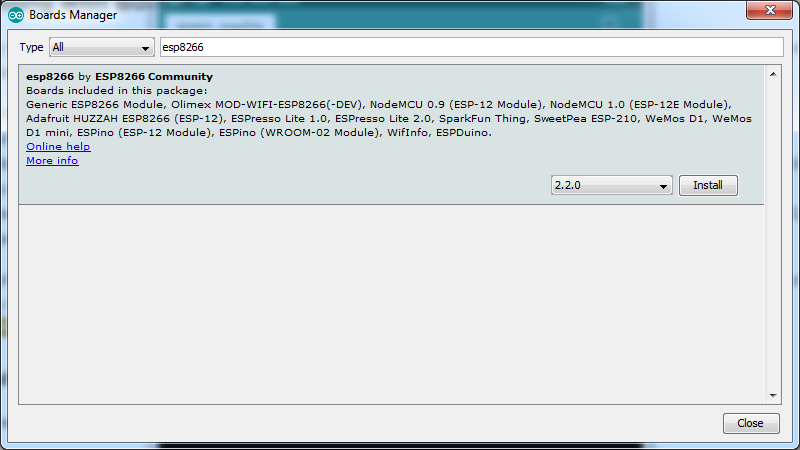 Boards Manager
Type All esp8266
esp8266 by ESP8266 Community
Boards included in this package:
Generic ESP8266 Module, Olimex MOD-WIFI-ESP8266(-DEV), NodeMCU 0.9 (ESP-12 Module), NodeMCU 1.0 (ESP-12E Module),
Adafruit HUZZAH ESP8266 (ESP-12), ESPresso Lite 1.0, ESPresso Lite 2.0, SparkFun Thing, SweetPea ESP-210, WeMos D1, WeMos
D1 mini, ESPino (ESP-12 Module), ESPino (WROOM-02 Module), WifInfo, ESPDuino.
Online help
More info
2.2.0 Install
Close